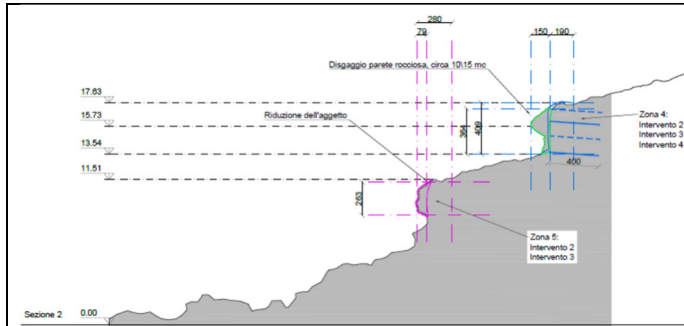 280
79
150 190
Disgaggio parete rocciosa, circa 10\15 mc
17.63
15.73
13.54
11.51
Riduzione dell'aggetto
364
409
Zona 4:
Intervento 2
Intervento 3
Intervento 4
400
263
Zona 5:
Intervento 2
Intervento 3
Sezione 2
0.00